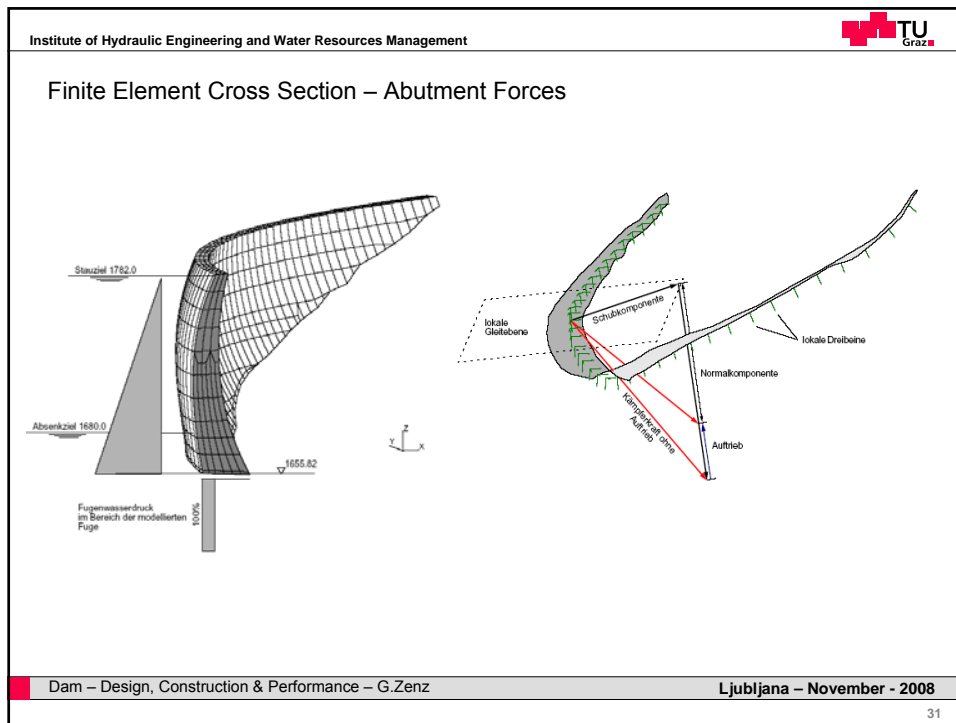 Institute of Hydraulic Engineering and Water Resources Management
TU
Graz
Finite Element Cross Section – Abutment Forces
Stauziel 1782.0
Absenkziel 1680.0
1655.82
Z
Y
X
Fugenwasserdruck
im Bereich der modellierten
Fuge
100%
lokale
Gleitebene
Schubkomponente
lokale Dreibeine
Normalkomponente
Kämpferkraft ohne
Auftrieb
Auftrieb
Dam – Design, Construction & Performance – G.Zenz
Ljubljana – November - 2008
31